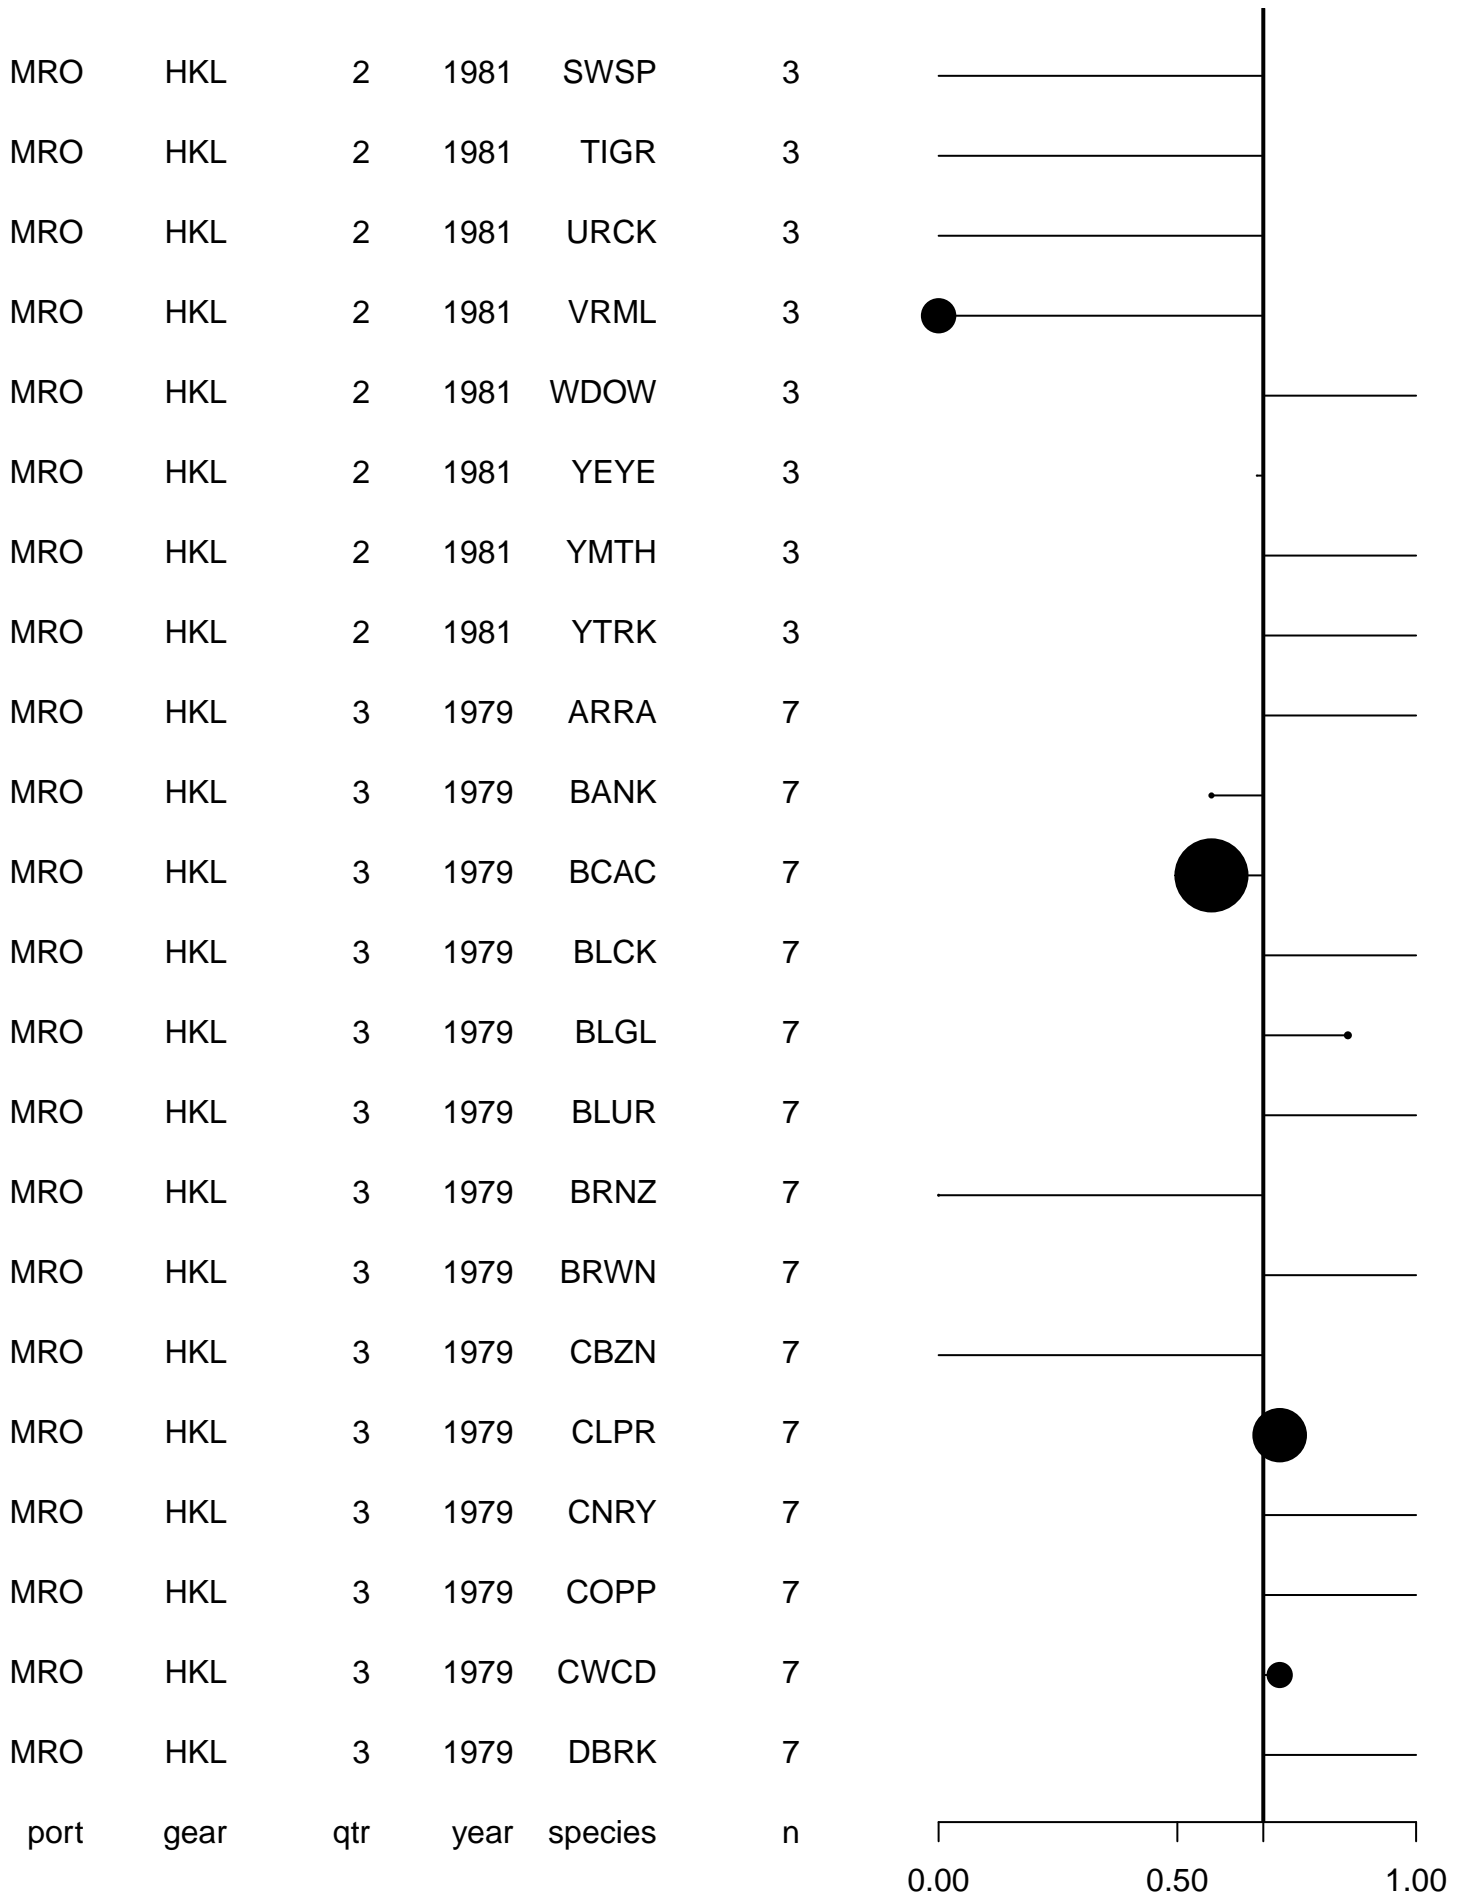 MRO HKL 2 1981 SWSP 3
MRO HKL 2 1981 TIGR 3
MRO HKL 2 1981 URCK 3
MRO HKL 2 1981 VRML 3
MRO HKL 2 1981 WDOW 3
MRO HKL 2 1981 YEYE 3
MRO HKL 2 1981 YMTH 3
MRO HKL 2 1981 YTRK 3
MRO HKL 3 1979 ARRA 7
MRO HKL 3 1979 BANK 7
MRO HKL 3 1979 BCAC 7
MRO HKL 3 1979 BLCK 7
MRO HKL 3 1979 BLGL 7
MRO HKL 3 1979 BLUR 7
MRO HKL 3 1979 BRNZ 7
MRO HKL 3 1979 BRWN 7
MRO HKL 3 1979 CBZN 7
MRO HKL 3 1979 CLPR 7
MRO HKL 3 1979 CNRY 7
MRO HKL 3 1979 COPP 7
MRO HKL 3 1979 CWCD 7
MRO HKL 3 1979 DBRK 7
port gear qtr year species n
0.00 0.50 1.00